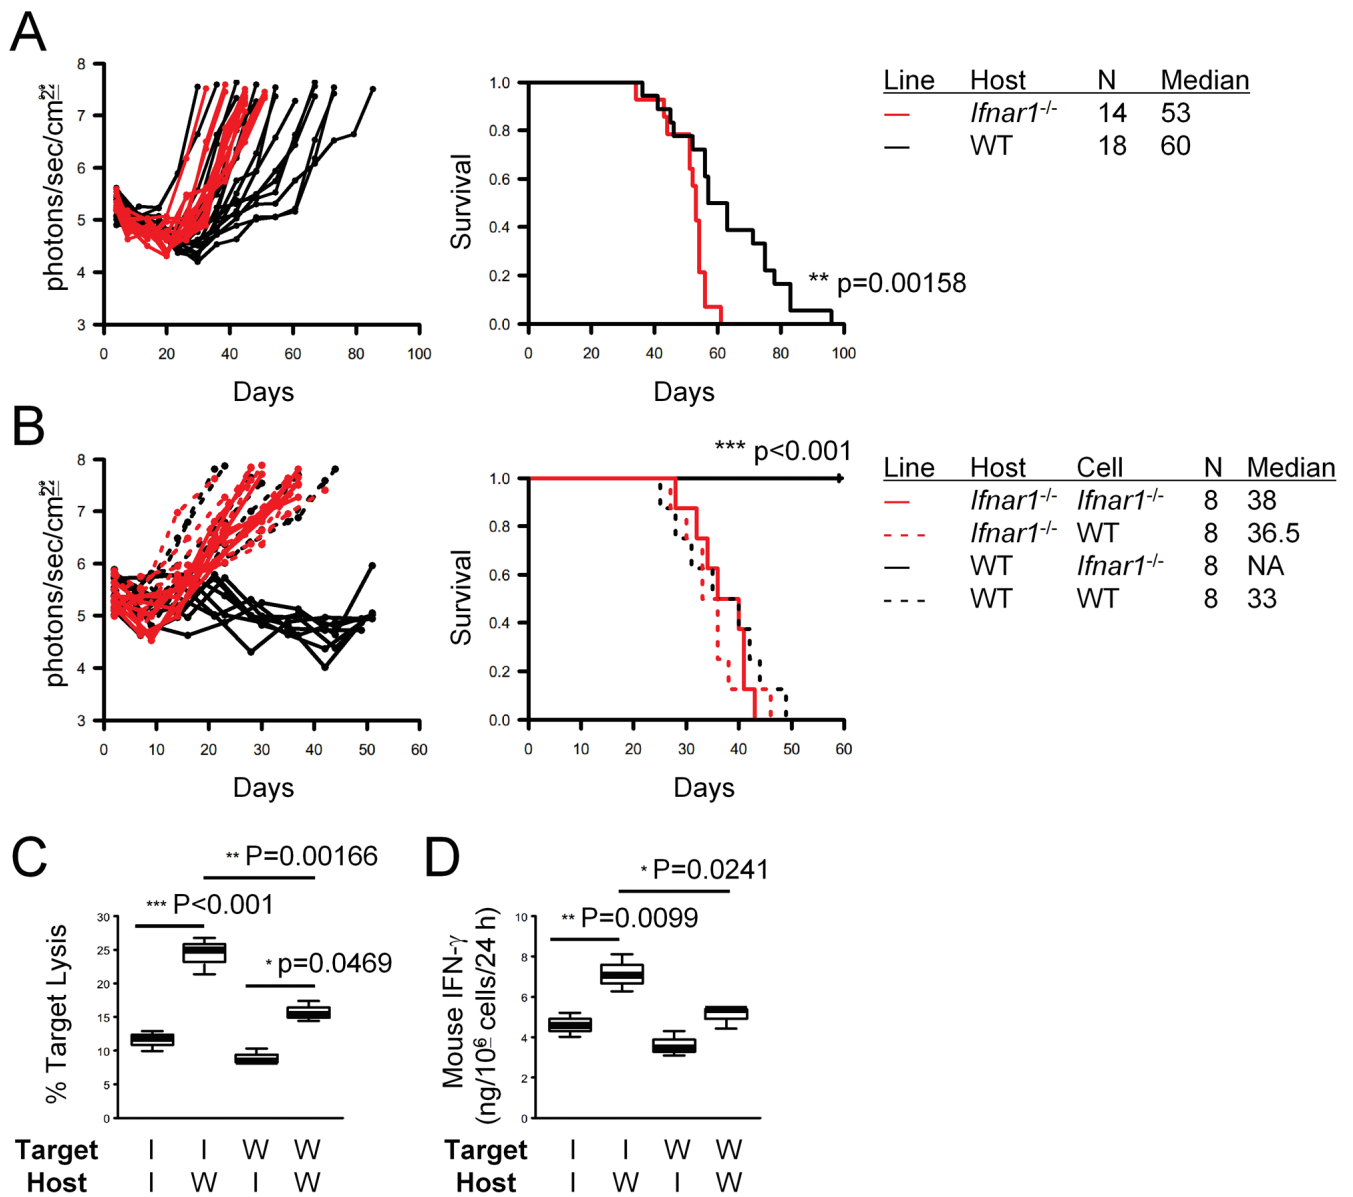 A
photons/sec/cm²
8
7
6
5
4
3
0 20 40 60 80 100
Days
Survival
1.0
0.8
0.6
0.4
0.2
0.0
0 20 40 60 80 100
Days
** p=0.00158
Line Host N Median
Ifnar1-/- 14 53
WT 18 60
B
photons/sec/cm²
8
7
6
5
4
3
0 10 20 30 40 50 60
Days
*** p<0.001
Survival
1.0
0.8
0.6
0.4
0.2
0.0
0 10 20 30 40 50 60
Days
Line Host Cell N Median
Ifnar1-/- Ifnar1-/- 8 38
Ifnar1-/- WT 8 36.5
WT Ifnar1-/- 8 NA
WT WT 8 33
C
** P=0.00166
*** P<0.001
* p=0.0469
% Target Lysis
30
25
20
15
10
5
0
Target I I W W
Host I W I W
D
* P=0.0241
** P=0.0099
Mouse IFN-γ
(ng/10⁶ cells/24 h)
10
8
6
4
2
0
Target I I W W
Host I W I W